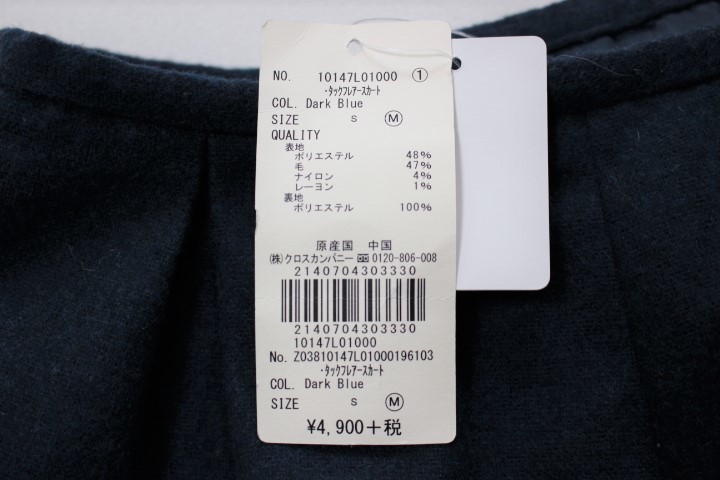 NO. 10147L01000 ①
･ﾀｯｸﾌﾚｱｰｽｶｰﾄ
COL. Dark Blue
SIZE S Ⓜ
QUALITY
表地
ポリエステル 48%
毛 47%
ナイロン 4%
レーヨン 1%
裏地
ポリエステル 100%
原産国 中国
(株)クロスカンパニー 0120-806-008
2140704303330
2140704303330
10147L01000
No. Z03810147L01000196103
･ﾀｯｸﾌﾚｱｰｽｶｰﾄ
COL. Dark Blue
SIZE S Ⓜ
¥4,900+税